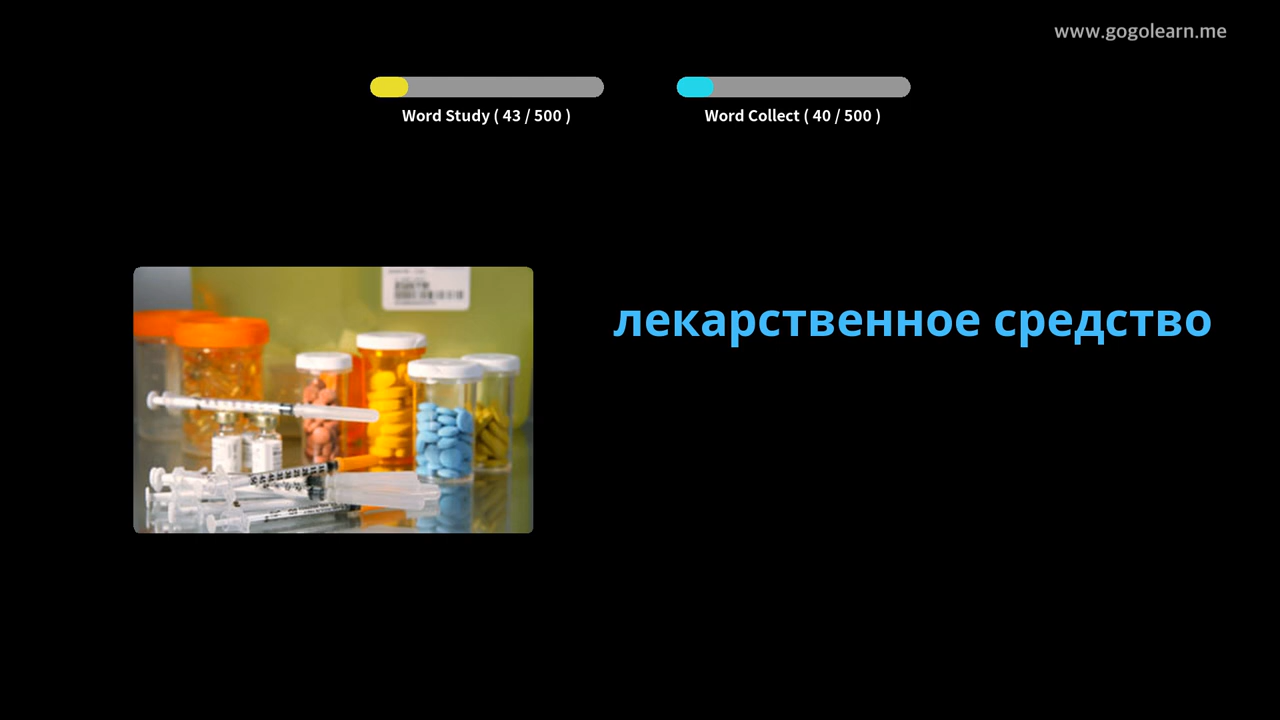 www.gogolearn.me
Word Study ( 43 / 500 )
Word Collect ( 40 / 500 )
лекарственное средство